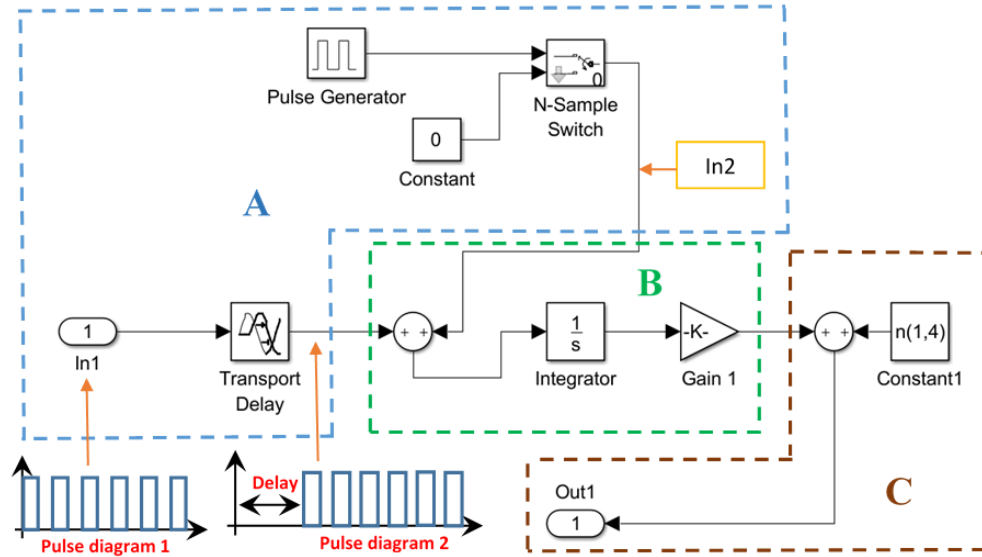 Pulse Generator
0
N-Sample
Switch
0
Constant
In2
A
B
1
In1
Transport
Delay
+ +
1
s
Integrator
-K-
Gain 1
+ +
n(1,4)
Constant1
Delay
Pulse diagram 1
Pulse diagram 2
Out1
1
C